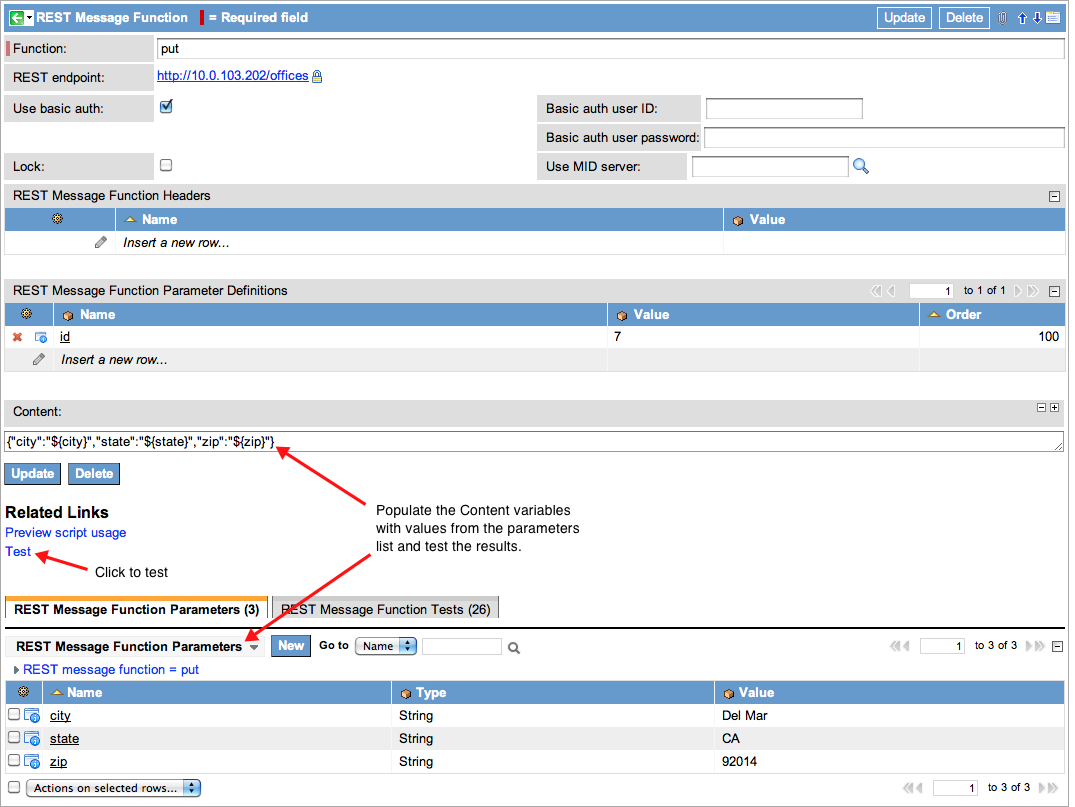 REST Message Function = Required field Update Delete
Function: put
REST endpoint: http://10.0.103.202/offices
Use basic auth: Basic auth user ID:
Basic auth user password:
Lock: Use MID server:
REST Message Function Headers
Name Value
Insert a new row...
REST Message Function Parameter Definitions 1 to 1 of 1
Name Value Order
id 7 100
Insert a new row...
Content:
{"city":"${city}","state":"${state}","zip":"${zip}"}
Update Delete
Populate the Content variables
with values from the parameters
list and test the results.
Related Links
Preview script usage
Test
Click to test
REST Message Function Parameters (3) REST Message Function Tests (26)
REST Message Function Parameters New Go to Name 1 to 3 of 3
REST message function = put
Name Type Value
city String Del Mar
state String CA
zip String 92014
Actions on selected rows... 1 to 3 of 3